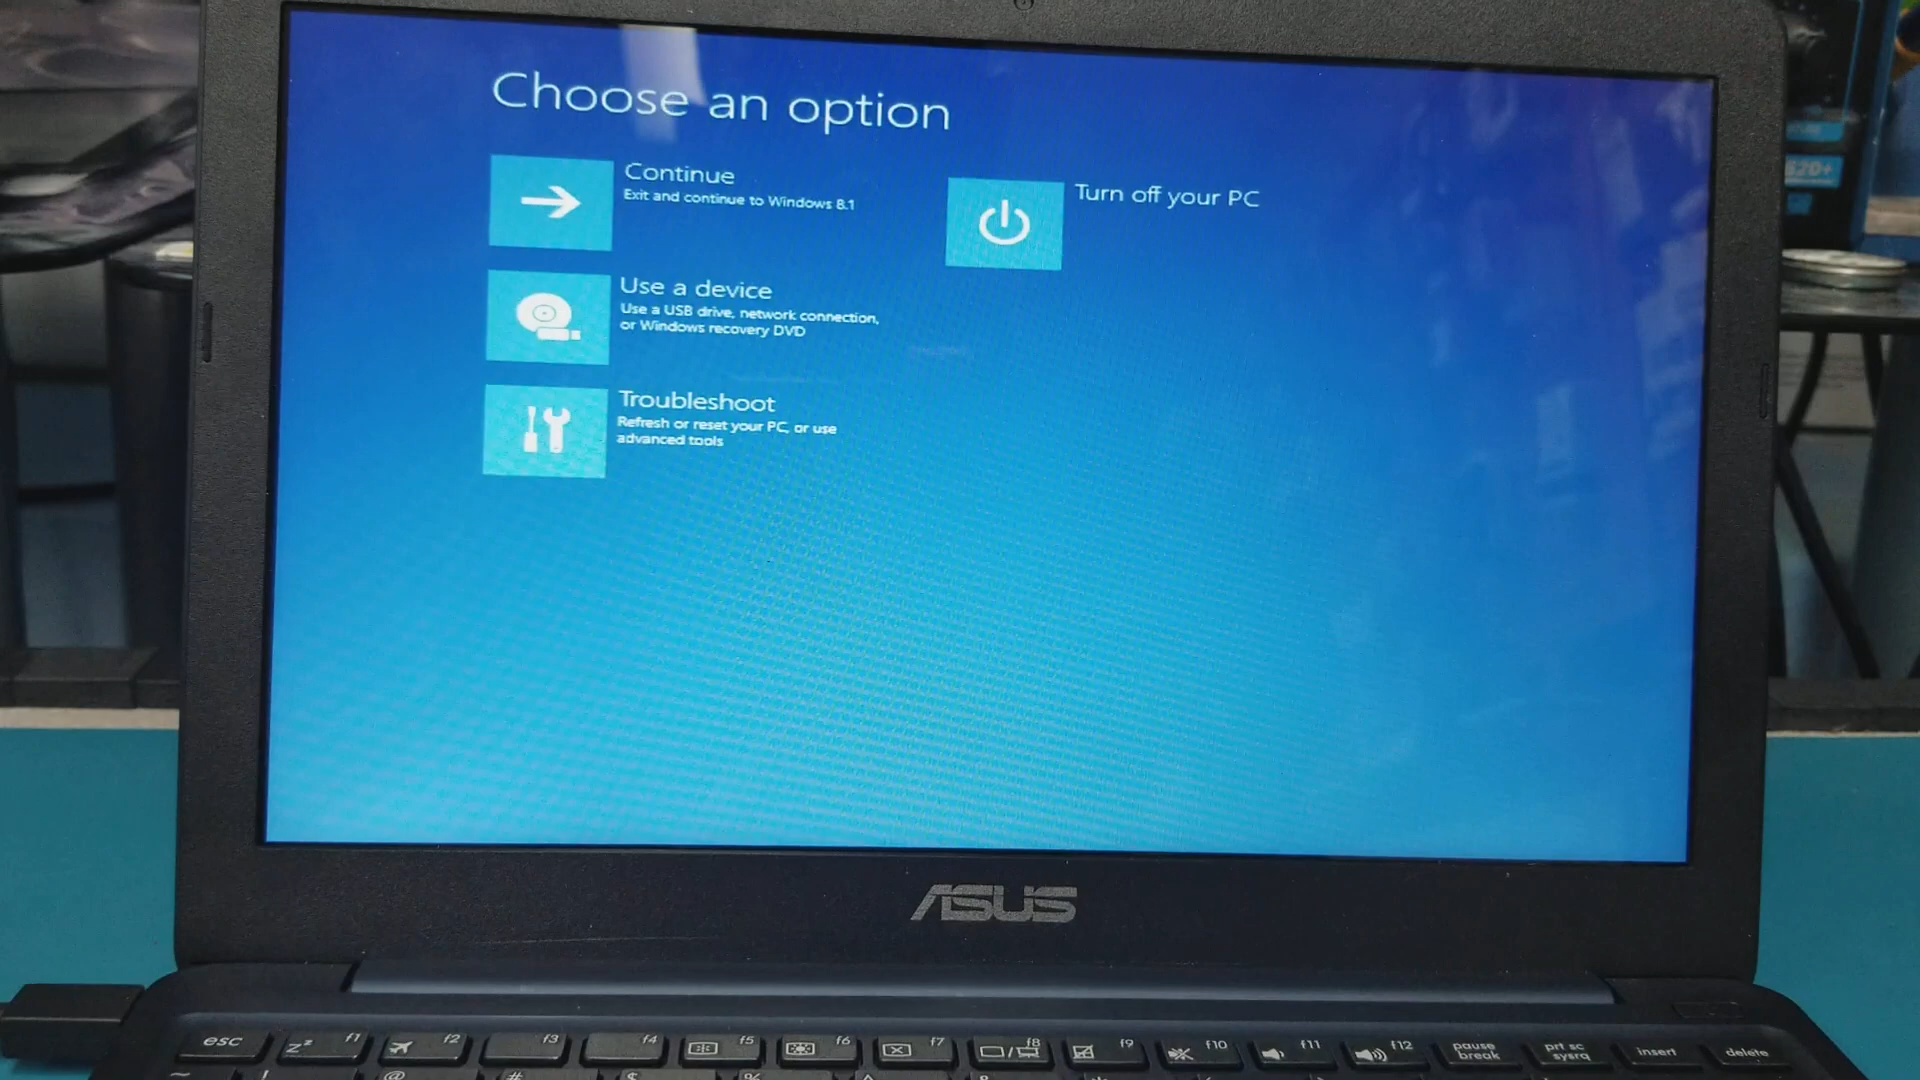 Choose an option
Continue
Exit and continue to Windows 8.1
Turn off your PC
Use a device
Use a USB drive, network connection,
or Windows recovery DVD
Troubleshoot
Refresh or reset your PC, or use
advanced tools
ASUS
esc
f1
f2
f3
f4
f5
f6
f7
f8
f9
f10
f11
f12
pause
break
prt sc
sysrq
insert
delete